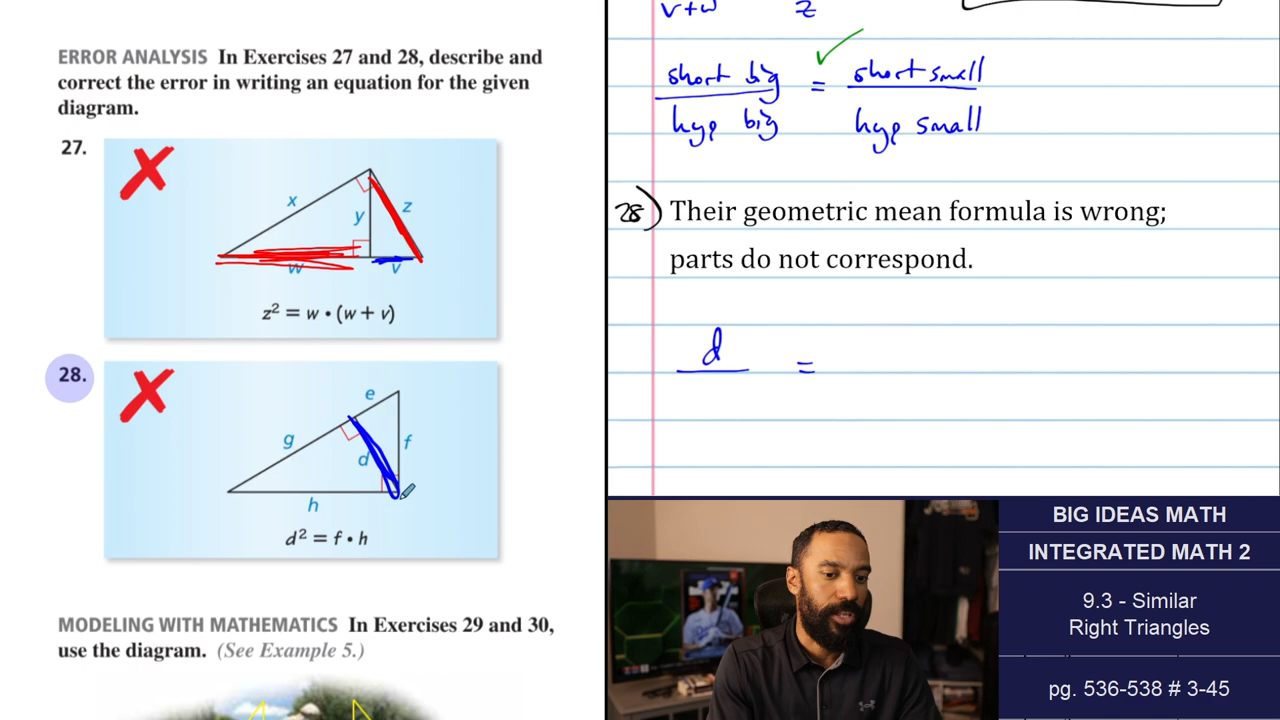 ERROR ANALYSIS In Exercises 27 and 28, describe and
correct the error in writing an equation for the given
diagram.
27.
x
y
z
w
v
z² = w • (w + v)
28.
e
g
f
d
h
d² = f • h
MODELING WITH MATHEMATICS In Exercises 29 and 30,
use the diagram. (See Example 5.)
v+w
z
short big
hyp big
=
short small
hyp small
28) Their geometric mean formula is wrong;
parts do not correspond.
d
=
BIG IDEAS MATH
INTEGRATED MATH 2
9.3 - Similar
Right Triangles
pg. 536-538 # 3-45